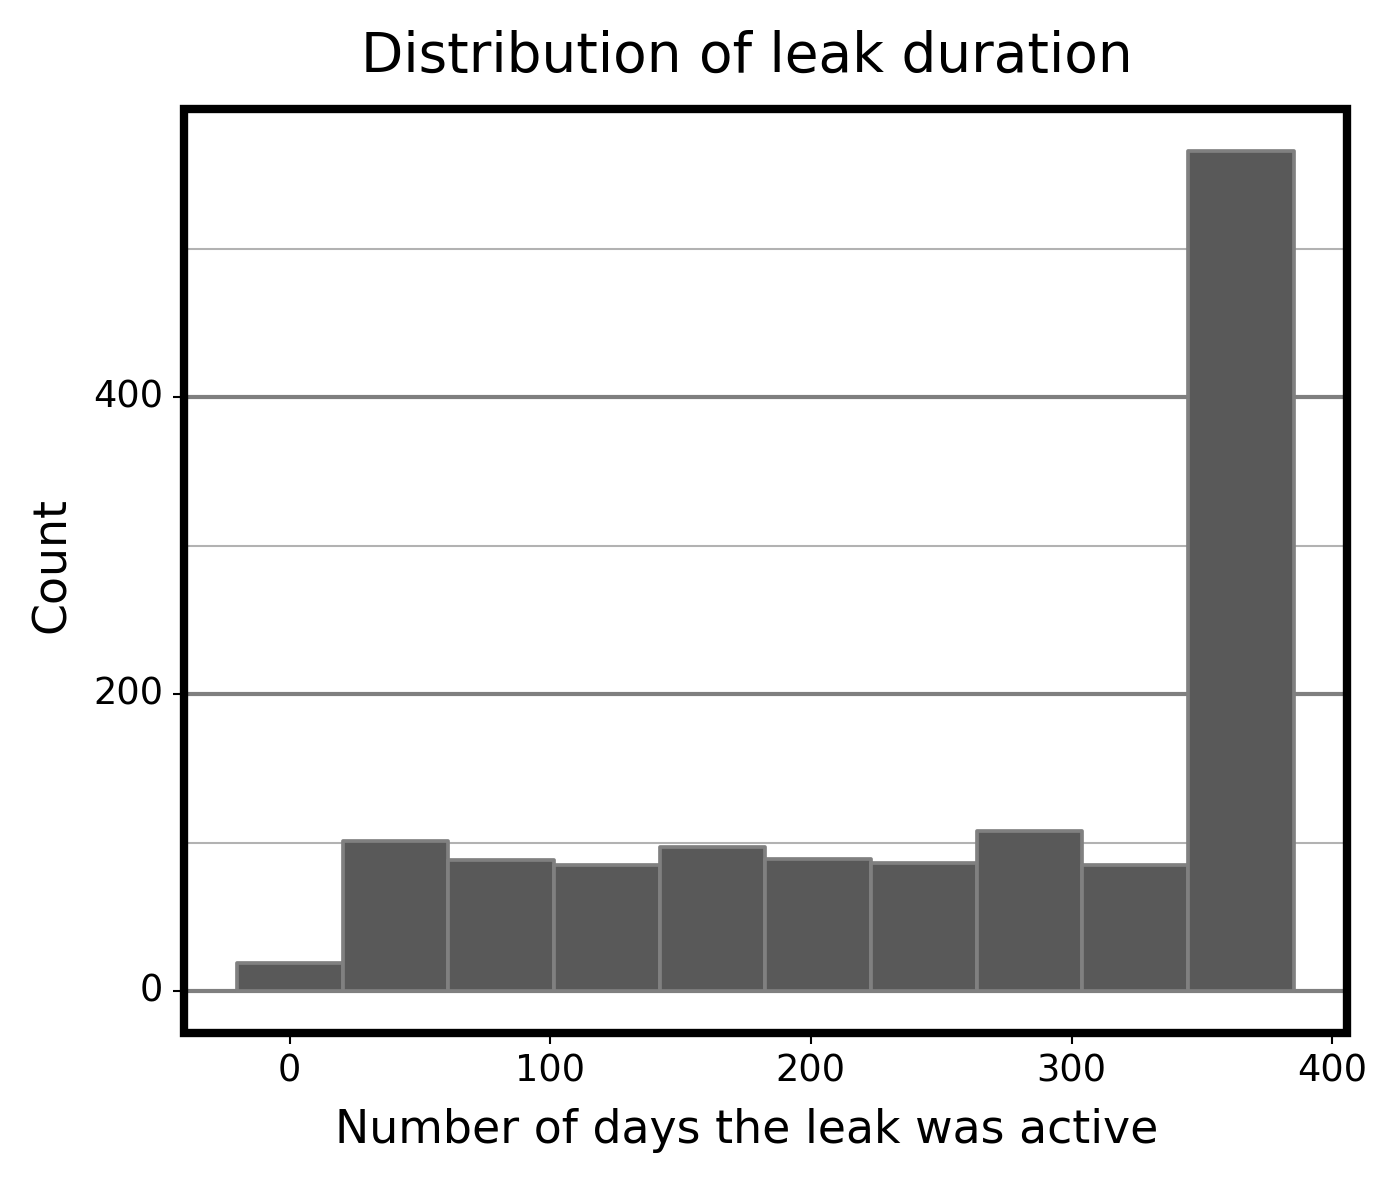 Distribution of leak duration
Count
400
200
0
0 100 200 300 400
Number of days the leak was active